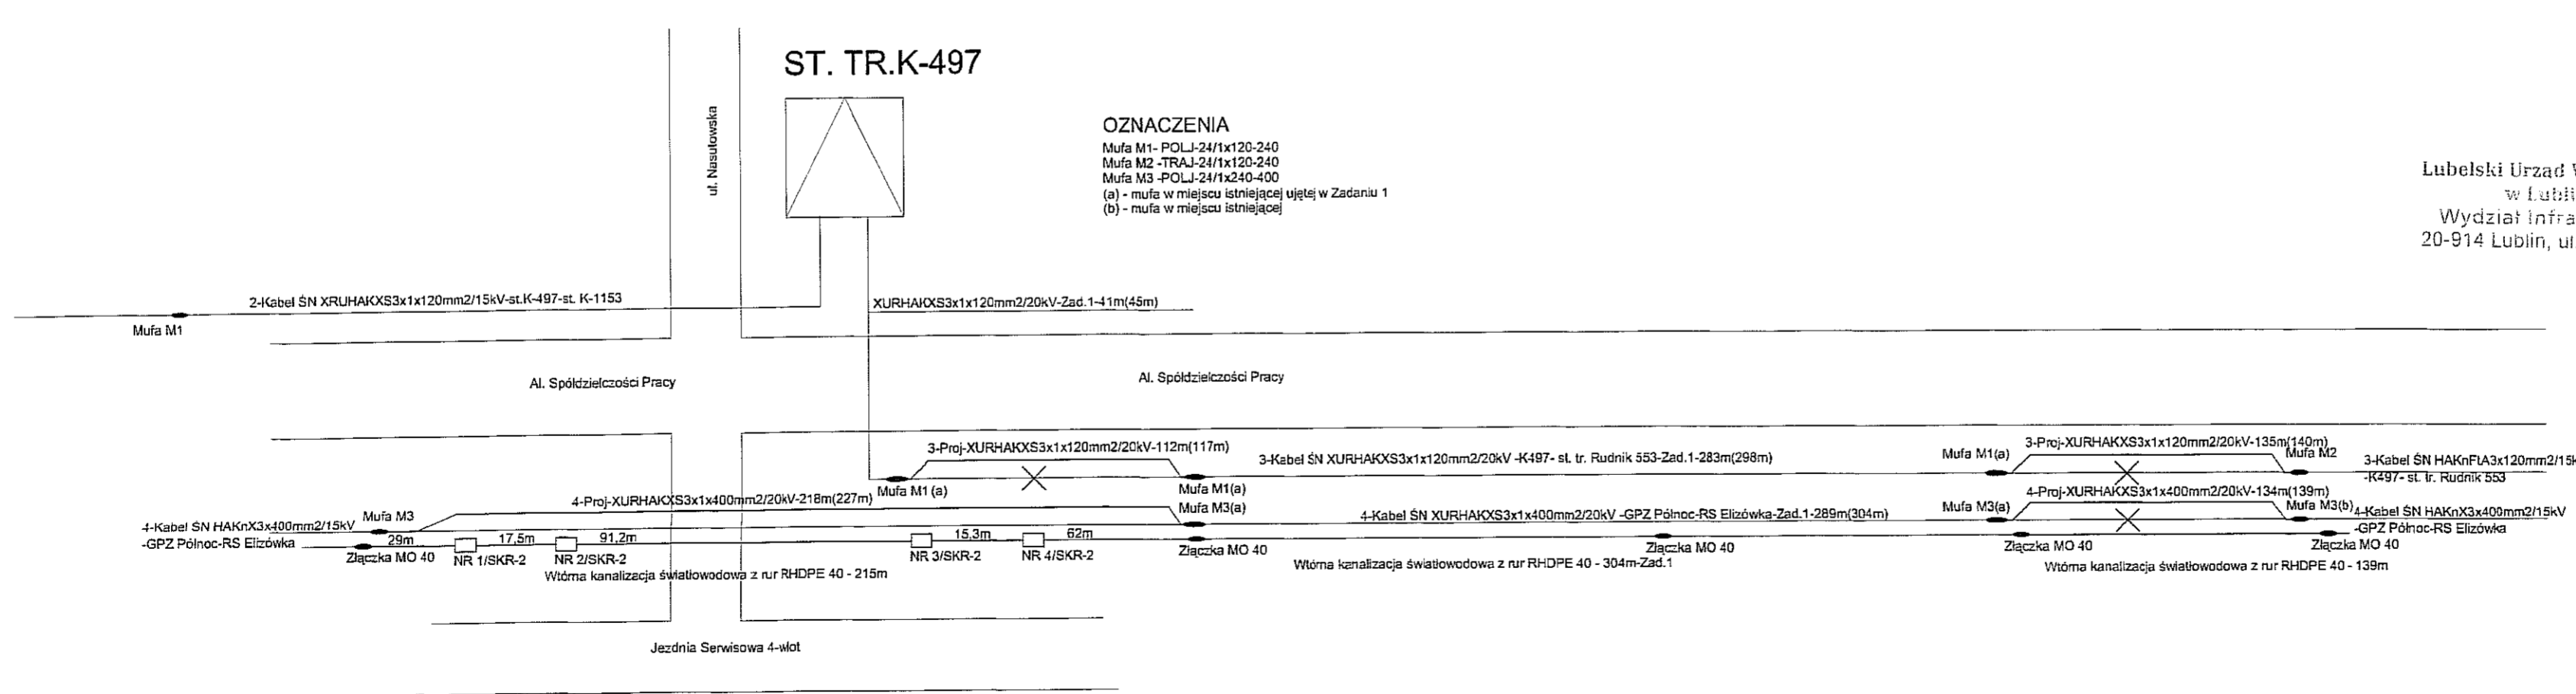 ST. TR.K-497
ul. Nasutowska
OZNACZENIA
Mufa M1- POLJ-24/1x120-240
Mufa M2 -TRAJ-24/1x120-240
Mufa M3 -POLJ-24/1x240-400
(a) - mufa w miejscu istniejącej ujętej w Zadaniu 1
(b) - mufa w miejscu istniejącej
Lubelski Urząd
w Lubli
Wydział Infra
20-914 Lublin, ul
2-Kabel ŚN XRUHAKXS3x1x120mm2/15kV-st.K-497-st. K-1153
XURHAKXS3x1x120mm2/20kV-Zad.1-41m(45m)
Mufa M1
Al. Spółdzielczości Pracy
Al. Spółdzielczości Pracy
3-Proj-XURHAKXS3x1x120mm2/20kV-112m(117m)
3-Kabel ŚN XURHAKXS3x1x120mm2/20kV -K497- st. tr. Rudnik 553-Zad.1-283m(298m)
Mufa M1(a)
3-Proj-XURHAKXS3x1x120mm2/20kV-135m(140m)
Mufa M2
3-Kabel ŚN HAKnFtA3x120mm2/15k
-K497- st. tr. Rudnik 553
Mufa M1 (a)
Mufa M1(a)
4-Proj-XURHAKXS3x1x400mm2/20kV-218m(227m)
4-Proj-XURHAKXS3x1x400mm2/20kV-134m(139m)
Mufa M3
Mufa M3(a)
Mufa M3(a)
Mufa M3(b)
4-Kabel ŚN HAKnX3x400mm2/15kV
-GPZ Północ-RS Elizówka
4-Kabel ŚN XURHAKXS3x1x400mm2/20kV -GPZ Północ-RS Elizówka-Zad.1-289m(304m)
4-Kabel ŚN HAKnX3x400mm2/15kV
-GPZ Północ-RS Elizówka
29m
17,5m
91,2m
15,3m
62m
Złączka MO 40
NR 1/SKR-2
NR 2/SKR-2
NR 3/SKR-2
NR 4/SKR-2
Złączka MO 40
Złączka MO 40
Złączka MO 40
Złączka MO 40
Wtórna kanalizacja światłowodowa z rur RHDPE 40 - 215m
Wtórna kanalizacja światłowodowa z rur RHDPE 40 - 304m-Zad.1
Wtórna kanalizacja światłowodowa z rur RHDPE 40 - 139m
Jezdnia Serwisowa 4-wlot